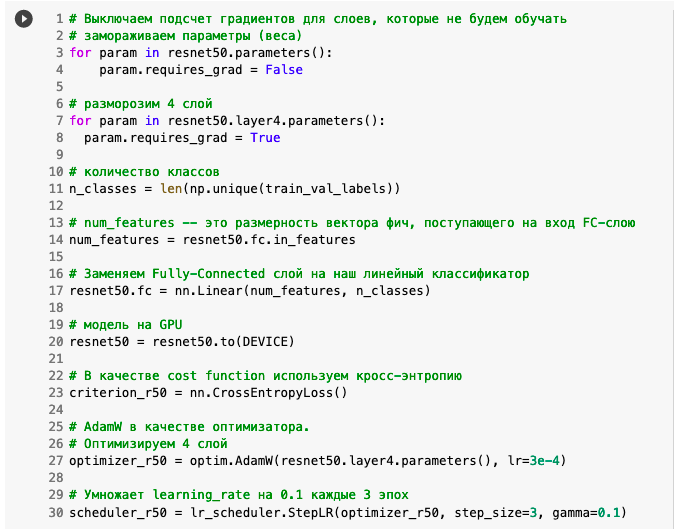 1 # Выключаем подсчет градиентов для слоев, которые не будем обучать
2 # замораживаем параметры (веса)
3 for param in resnet50.parameters():
4     param.requires_grad = False
5
6 # разморозим 4 слой
7 for param in resnet50.layer4.parameters():
8   param.requires_grad = True
9
10 # количество классов
11 n_classes = len(np.unique(train_val_labels))
12
13 # num_features -- это размерность вектора фич, поступающего на вход FC-слою
14 num_features = resnet50.fc.in_features
15
16 # Заменяем Fully-Connected слой на наш линейный классификатор
17 resnet50.fc = nn.Linear(num_features, n_classes)
18
19 # модель на GPU
20 resnet50 = resnet50.to(DEVICE)
21
22 # В качестве cost function используем кросс-энтропию
23 criterion_r50 = nn.CrossEntropyLoss()
24
25 # AdamW в качестве оптимизатора.
26 # Оптимизируем 4 слой
27 optimizer_r50 = optim.AdamW(resnet50.layer4.parameters(), lr=3e-4)
28
29 # Умножает learning_rate на 0.1 каждые 3 эпох
30 scheduler_r50 = lr_scheduler.StepLR(optimizer_r50, step_size=3, gamma=0.1)